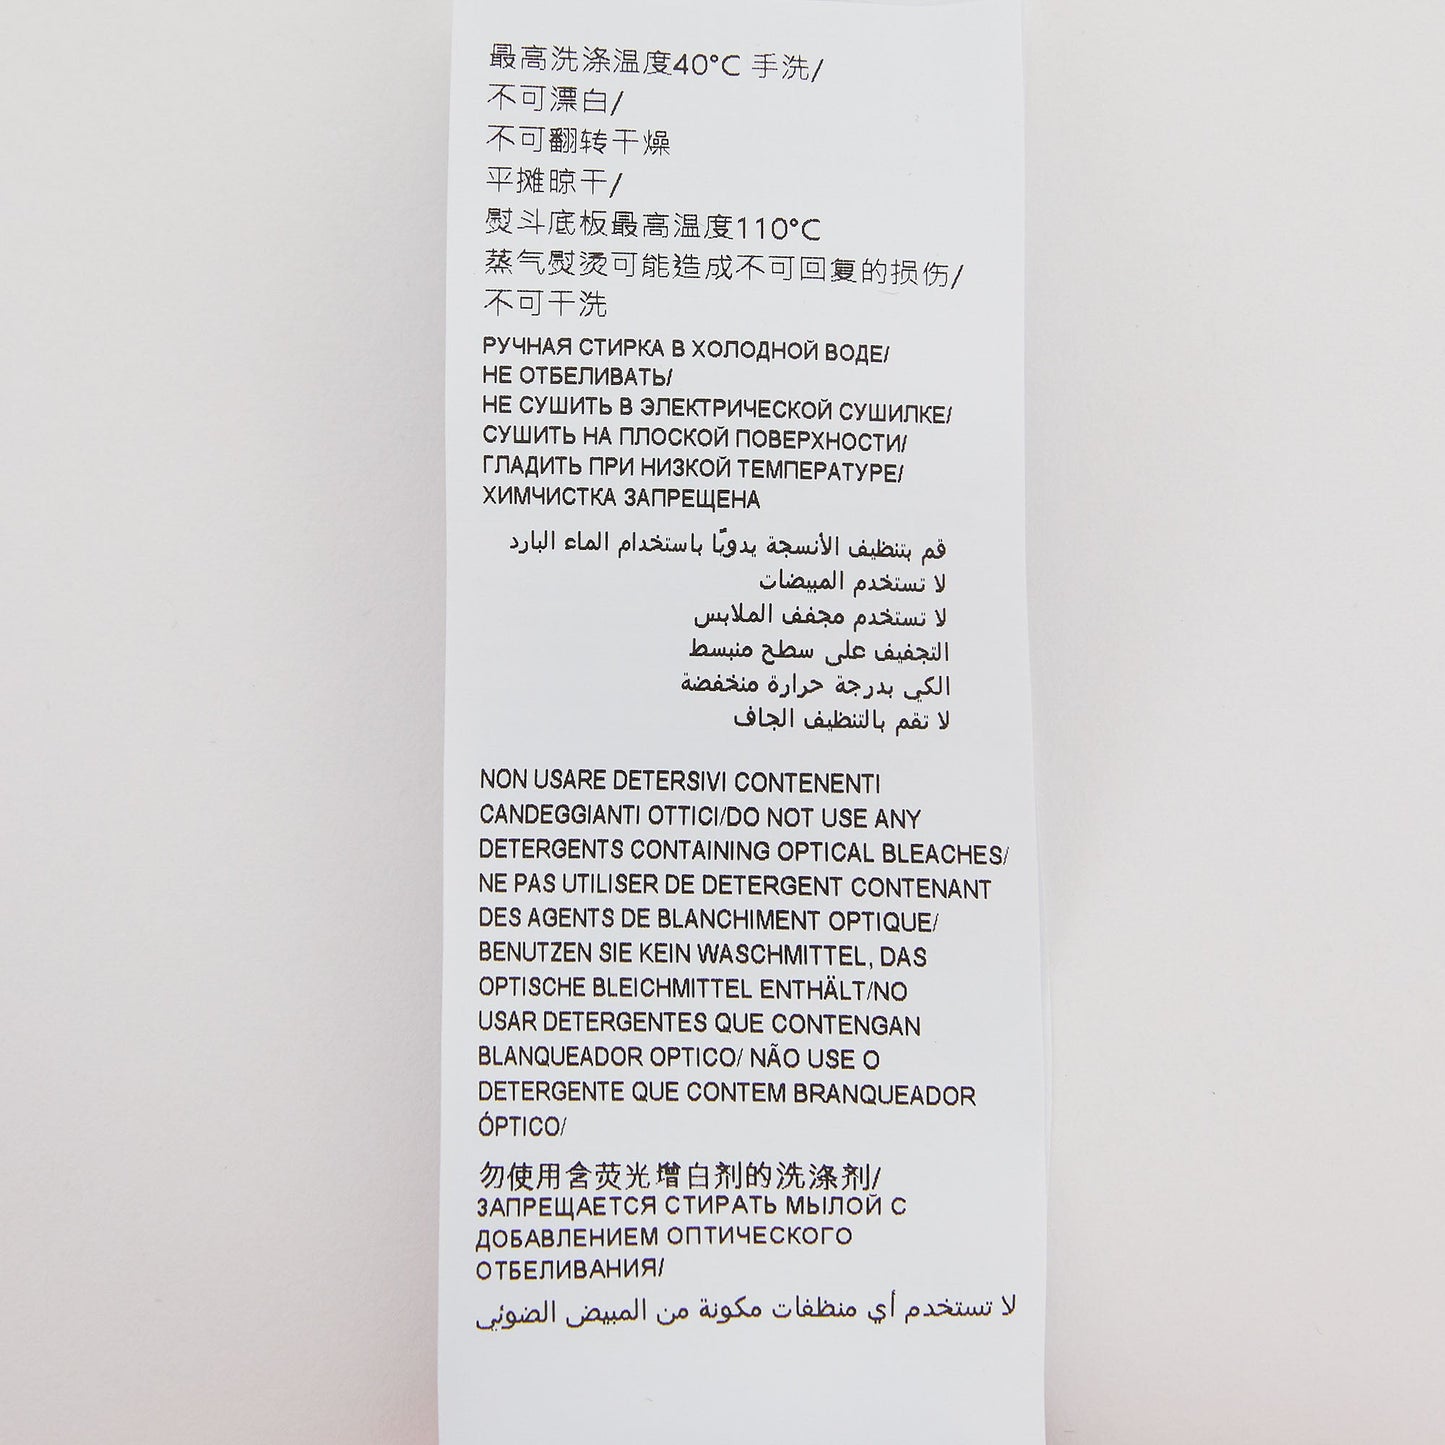 最高洗涤温度40°C 手洗/
不可漂白/
不可翻转干燥
平摊晾干/
熨斗底板最高温度110°C
蒸气熨烫可能造成不可回复的损伤/
不可干洗
РУЧНАЯ СТИРКА В ХОЛОДНОЙ ВОДЕ/
НЕ ОТБЕЛИВАТЬ/
НЕ СУШИТЬ В ЭЛЕКТРИЧЕСКОЙ СУШИЛКЕ/
СУШИТЬ НА ПЛОСКОЙ ПОВЕРХНОСТИ/
ГЛАДИТЬ ПРИ НИЗКОЙ ТЕМПЕРАТУРЕ/
ХИМЧИСТКА ЗАПРЕЩЕНА
قم بتنظيف الأنسجة يدويًا باستخدام الماء البارد
لا تستخدم المبيضات
لا تستخدم مجفف الملابس
التجفيف على سطح منبسط
الكي بدرجة حرارة منخفضة
لا تقم بالتنظيف الجاف
NON USARE DETERSIVI CONTENENTI
CANDEGGIANTI OTTICI/DO NOT USE ANY
DETERGENTS CONTAINING OPTICAL BLEACHES/
NE PAS UTILISER DE DETERGENT CONTENANT
DES AGENTS DE BLANCHIMENT OPTIQUE/
BENUTZEN SIE KEIN WASCHMITTEL, DAS
OPTISCHE BLEICHMITTEL ENTHÄLT/NO
USAR DETERGENTES QUE CONTENGAN
BLANQUEADOR OPTICO/ NÃO USE O
DETERGENTE QUE CONTEM BRANQUEADOR
ÓPTICO/
勿使用含荧光增白剂的洗涤剂/
ЗАПРЕЩАЕТСЯ СТИРАТЬ МЫЛОЙ С
ДОБАВЛЕНИЕМ ОПТИЧЕСКОГО
ОТБЕЛИВАНИЯ/
لا تستخدم أي منظفات مكونة من المبيض الضوئي